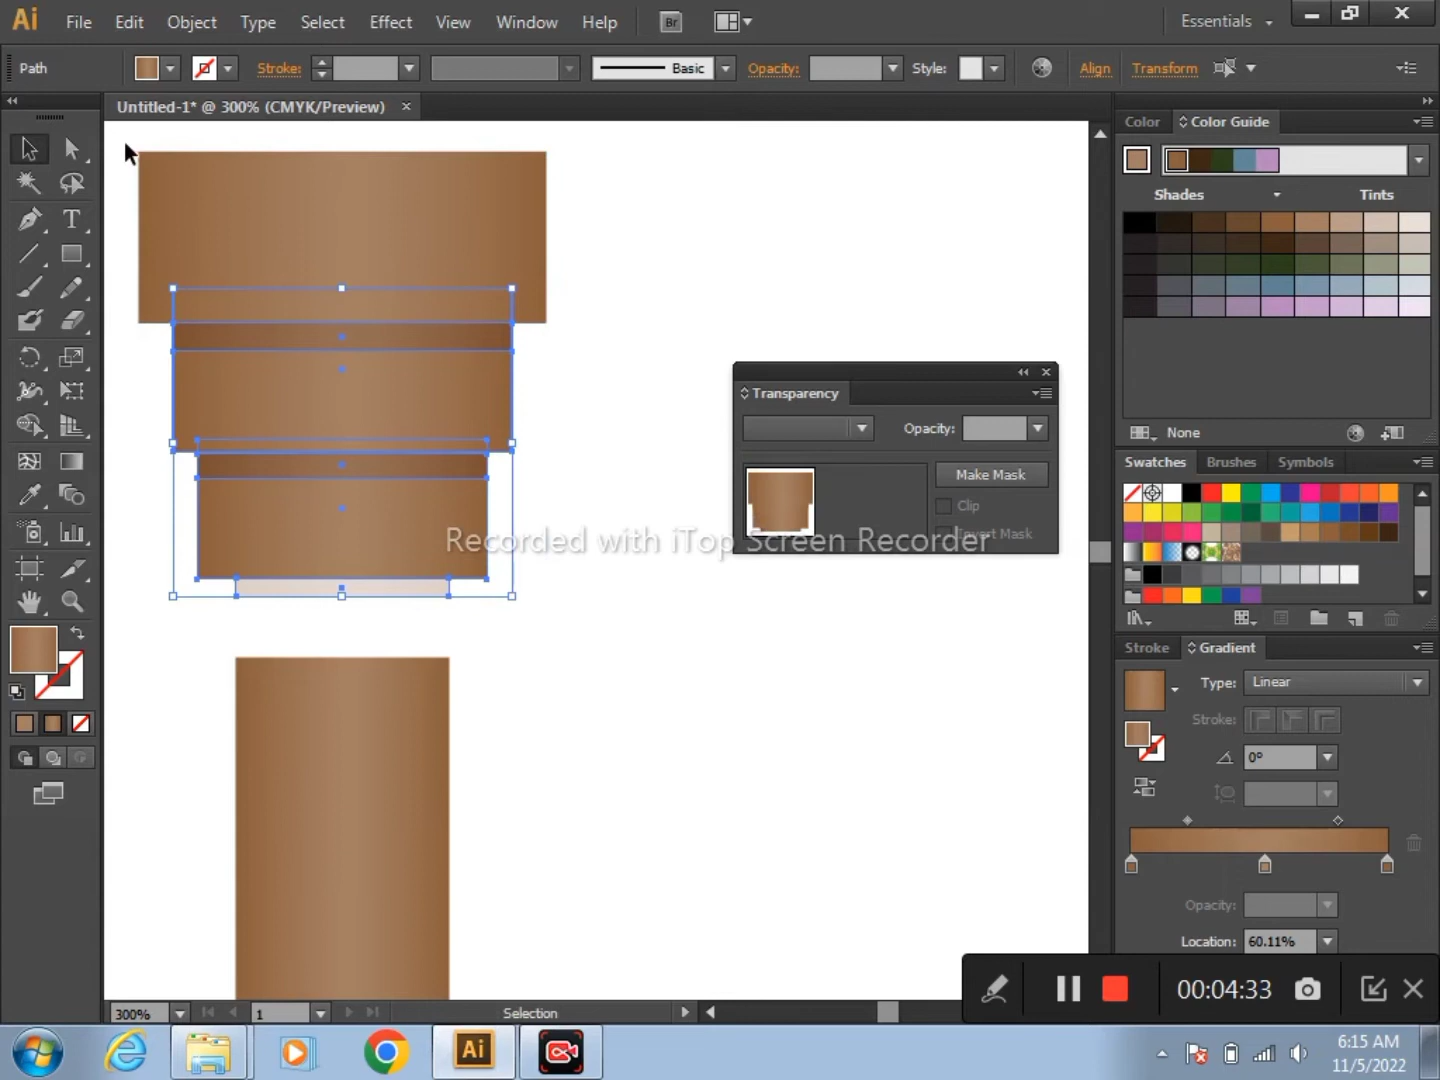 Ai File Edit Object Type Select Effect View Window Help Br Essentials
Path Stroke: Basic Opacity: Style: Align Transform
Untitled-1* @ 300% (CMYK/Preview)
Color Color Guide
Shades Tints
Transparency
Opacity:
Make Mask
Clip
Invert Mask
Recorded with iTop Screen Recorder
None
Swatches Brushes Symbols
Stroke Gradient
Type: Linear
Stroke:
0°
Opacity:
Location: 60.11%
300% 1 Selection
00:04:33
Ai
6:15 AM
11/5/2022